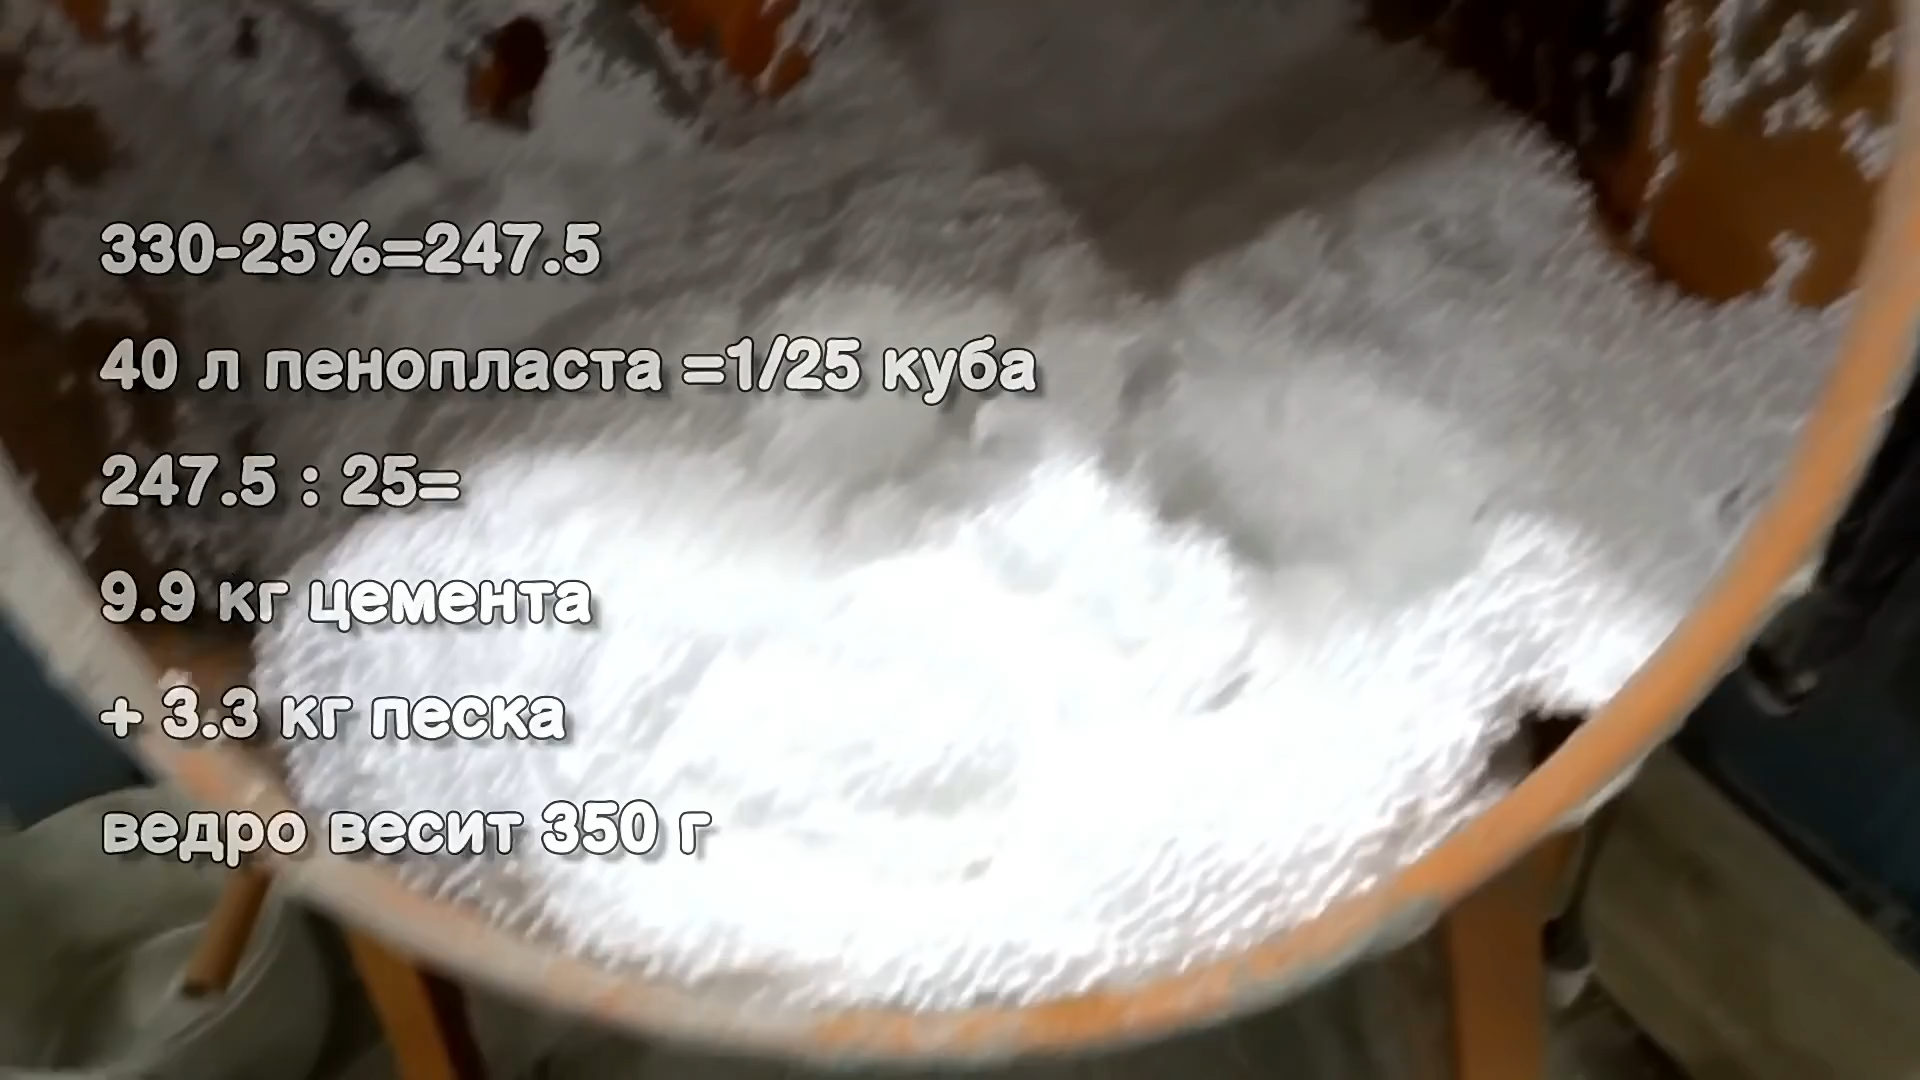 330-25%=247.5
40 л пенопласта =1/25 куба
247.5 : 25=
9.9 кг цемента
+ 3.3 кг песка
ведро весит 350 г